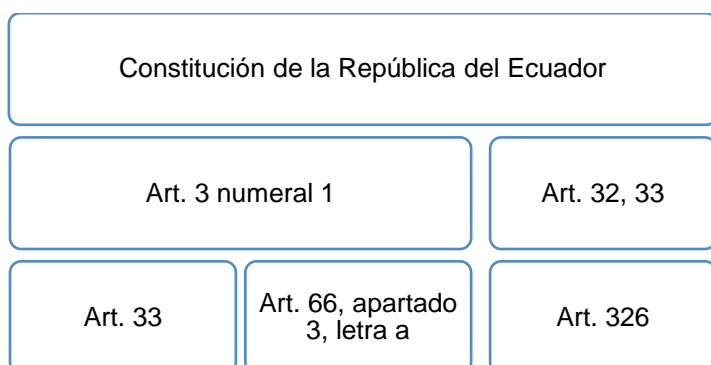 Constitución de la República del Ecuador
Art. 3 numeral 1
Art. 32, 33
Art. 33
Art. 66, apartado
3, letra a
Art. 326